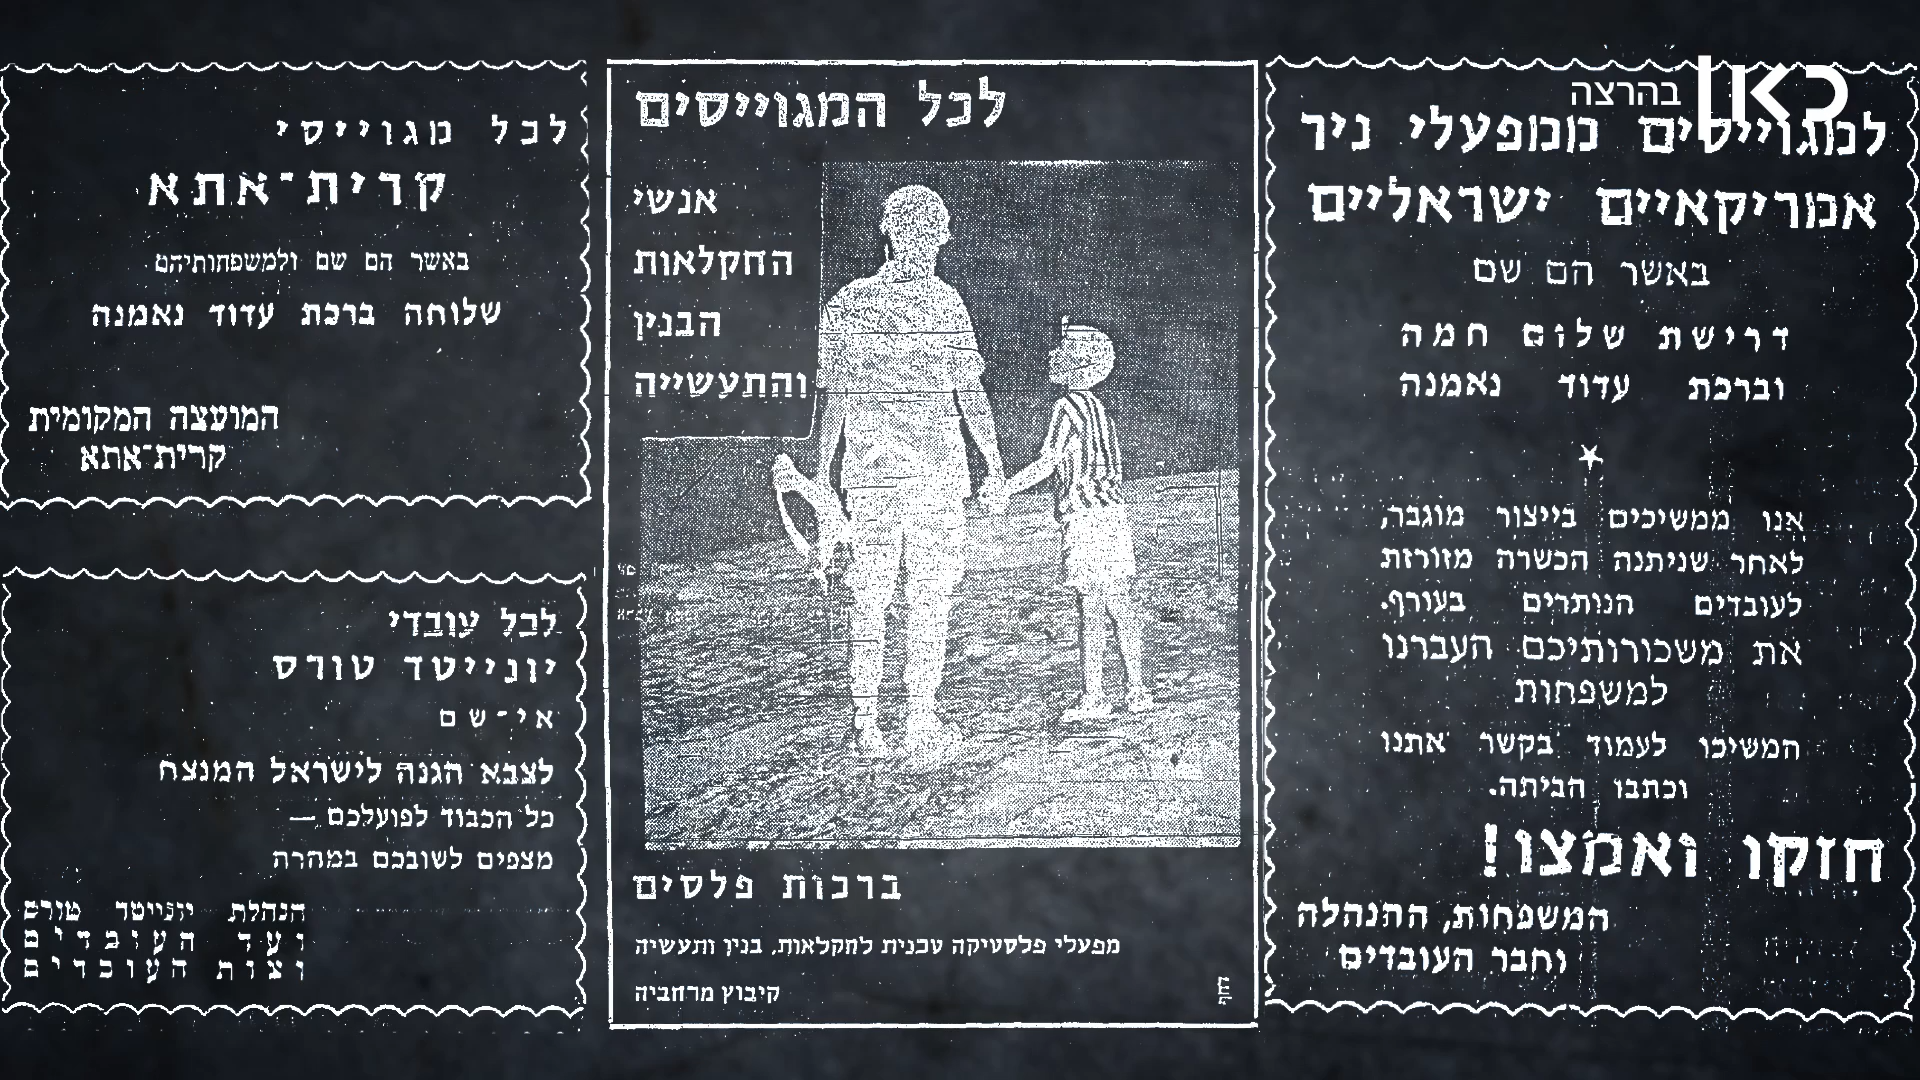 כאן בהרצה
למגוייסים ממפעלי ניר
אמריקאיים ישראליים
באשר הם שם
דרישת שלום חמה
וברכת עדוד נאמנה
אנו ממשיכים בייצור מוגבר,
לאחר שניתנה הכשרה מזורזת
לעובדים הנותרים בעורף.
את משכורותיכם העברנו
למשפחות
המשיכו לעמוד בקשר אתנו
וכתבו הביתה.
חזקו ואמצו!
המשפחות, ההנהלה
וחבר העובדים
לכל המגוייסים
אנשי
החקלאות
הבנין
והתעשייה
ברכות פלסים
מפעלי פלסטיקה טכנית לחקלאות, בנין ותעשיה
קיבוץ מרחביה
לכל מגוייסי
קרית־אתא
באשר הם שם ולמשפחותיהם
שלוחה ברכת עדוד נאמנה
המועצה המקומית
קרית־אתא
לכל עובדי
יונייטד טורס
אי־שם
לצבא הגנה לישראל המנצח
כל הכבוד לפועלכם —
מצפים לשובכם במהרה
הנהלת יונייטד טורס
ועד העובדים
וצות העובדים